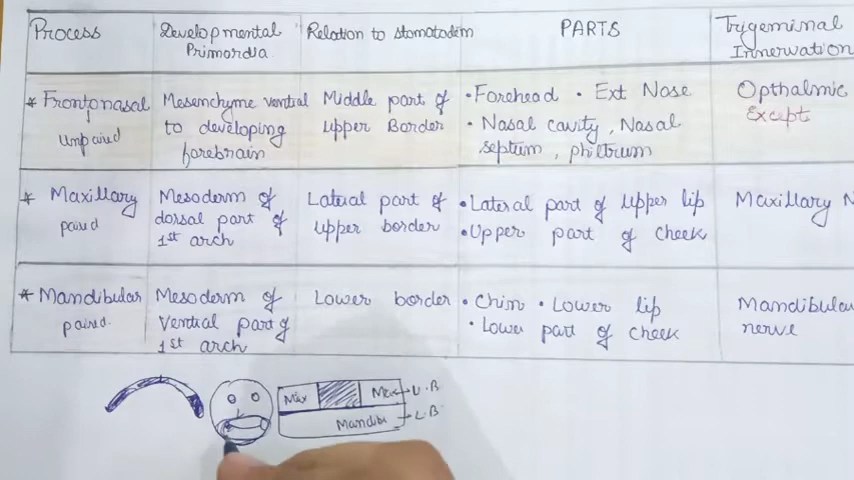 Process
Developmental
Primordia
Relation to stomatodem
PARTS
Trigeminal
Innervation
* Frontonasal
unpaired
Mesenchyme vential
to developing
forebrain
Middle part of
upper Border
• Forehead • Ext Nose
• Nasal cavity, Nasal
septum, philtrum
Opthalmic
Except
* Maxillary
paired
Mesoderm of
dorsal part of
1st arch
Lateral part of
upper border
• Lateral part of upper lip
• Upper part of cheek
Maxillary N
* Mandibular
paired
Mesoderm of
Vential part of
1st arch
Lower border
• Chin • Lower lip
• Lower part of cheek
Mandibular
nerve
Max
Max
U.B
Mandibu
L.B